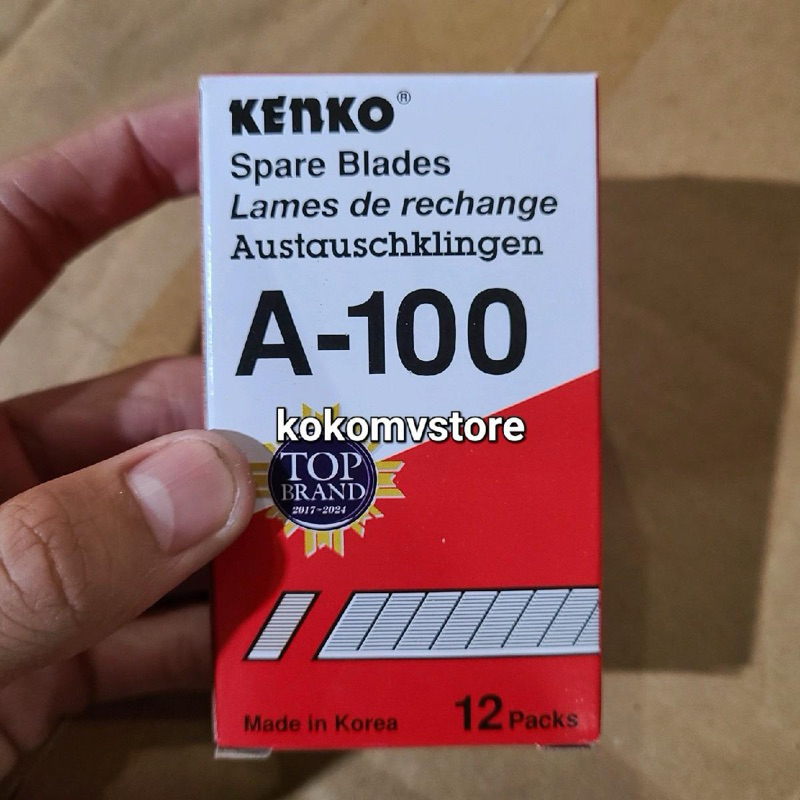 KENKO®
Spare Blades
Lames de rechange
Austauschklingen
A-100
kokomvstore
TOP
BRAND
2017-2024
Made in Korea
12 Packs